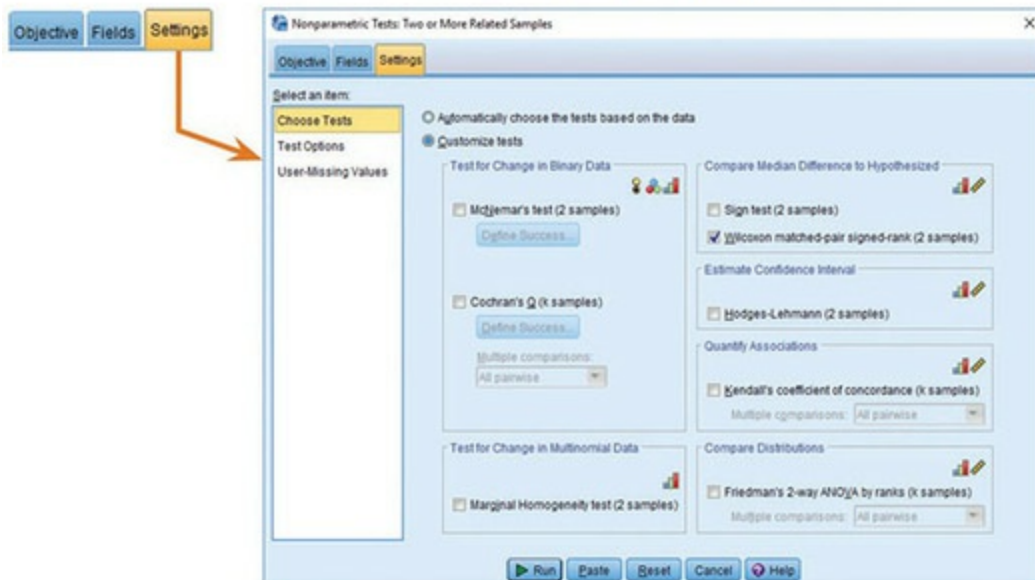 Objective Fields Settings
Nonparametric Tests: Two or More Related Samples
Objective Fields Settings
Select an item:
Choose Tests
Test Options
User-Missing Values
Automatically choose the tests based on the data
Customize tests
Test for Change in Binary Data
McNemar's test (2 samples)
Define Success...
Cochran's Q (k samples)
Define Success...
Multiple comparisons:
All pairwise
Test for Change in Multinomial Data
Marginal Homogeneity test (2 samples)
Compare Median Difference to Hypothesized
Sign test (2 samples)
Wilcoxon matched-pair signed-rank (2 samples)
Estimate Confidence Interval
Hodges-Lehmann (2 samples)
Quantify Associations
Kendall's coefficient of concordance (k samples)
Multiple comparisons: All pairwise
Compare Distributions
Friedman's 2-way ANOVA by ranks (k samples)
Multiple comparisons: All pairwise
Run Paste Reset Cancel Help